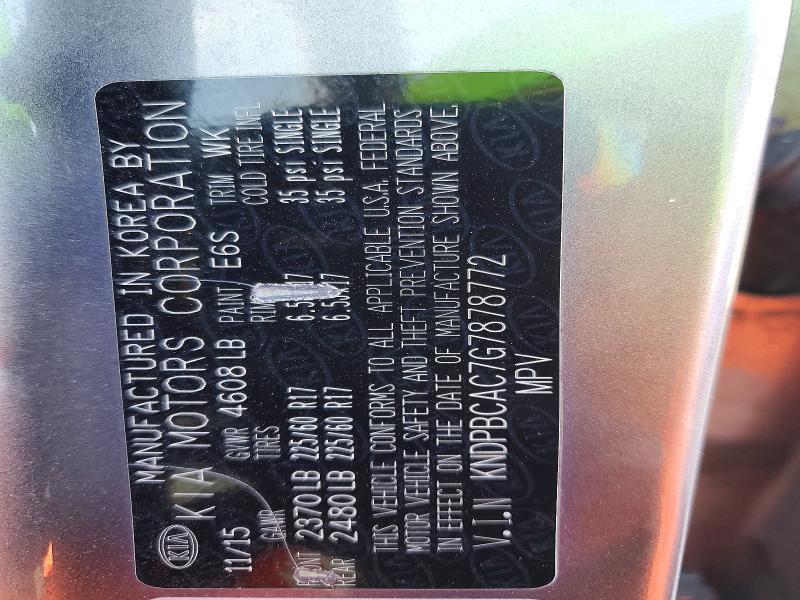 KIA
MANUFACTURED IN KOREA BY
KIA MOTORS CORPORATION
11/15 GVWR 4608 LB PAINT E6S TRIM WK
GAWR TIRES COLD TIRE INFL
2370 LB 225/60 R17 35 psi SINGLE
REAR 2480 LB 225/60 R17 35 psi SINGLE
THIS VEHICLE CONFORMS TO ALL APPLICABLE U.S.A. FEDERAL
MOTOR VEHICLE SAFETY AND THEFT PREVENTION STANDARDS
IN EFFECT ON THE DATE OF MANUFACTURE SHOWN ABOVE.
V.I.N KNDPBCAC7G7878772
MPV